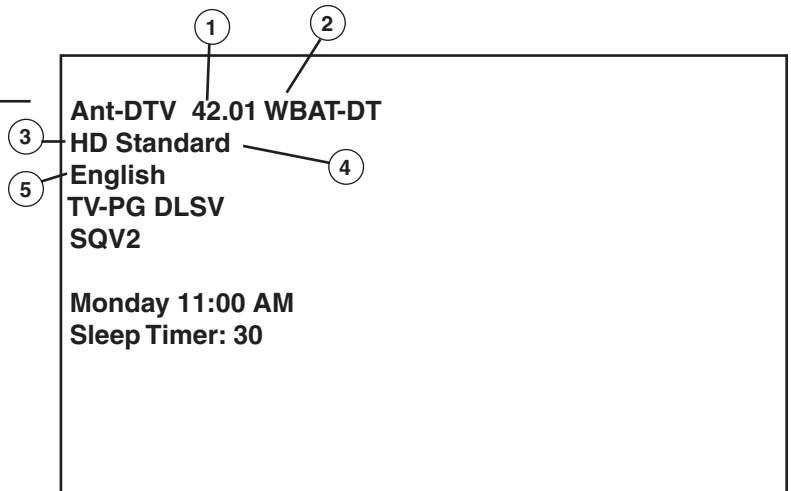 1 2
Ant-DTV 42.01 WBAT-DT
3 HD Standard 4
5 English
TV-PG DLSV
SQV2
Monday 11:00 AM
Sleep Timer: 30